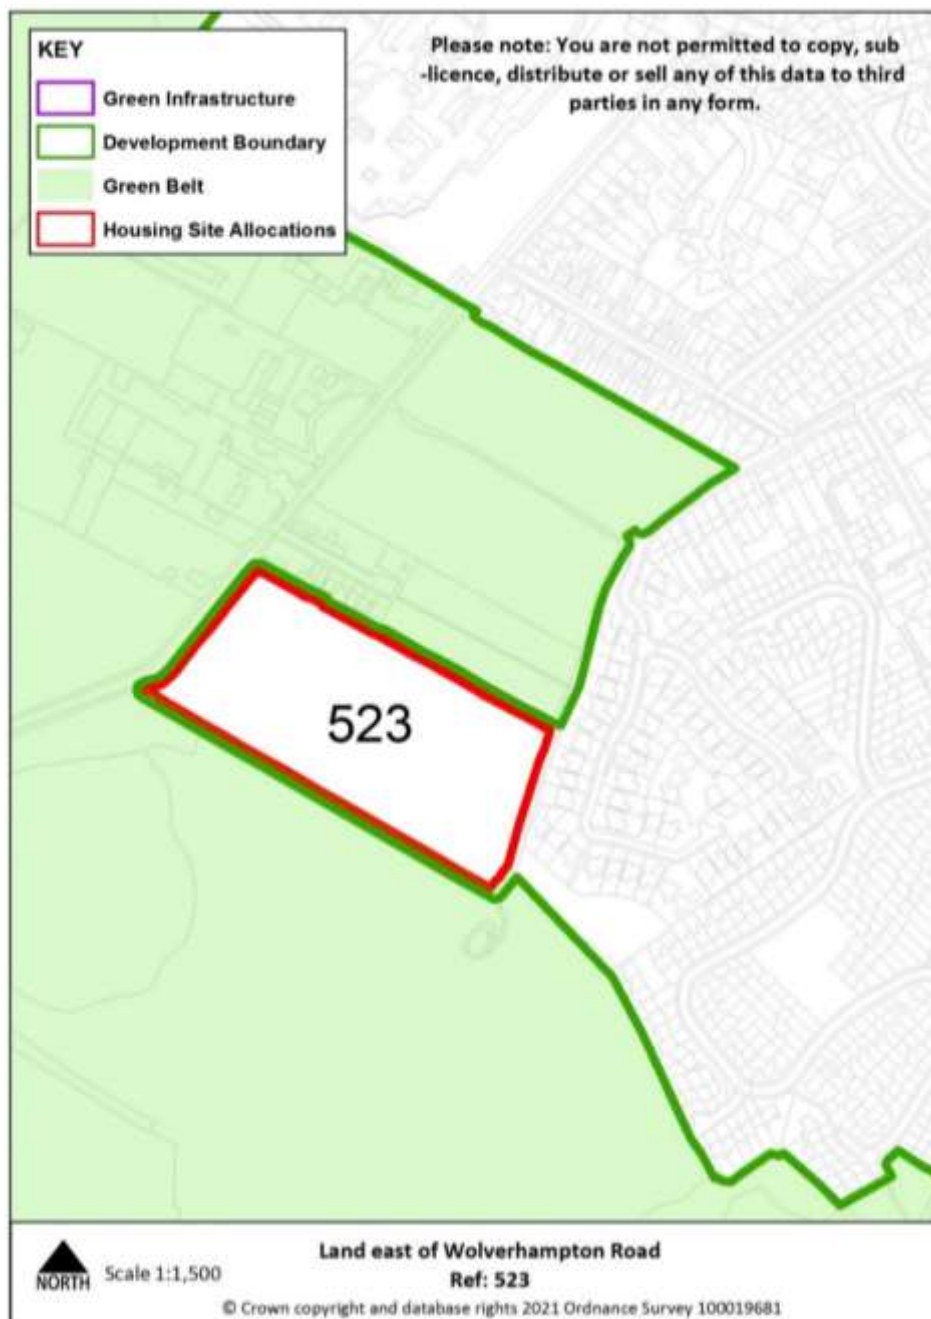 KEY
Green Infrastructure
Development Boundary
Green Belt
Housing Site Allocations
Please note: You are not permitted to copy, sub
-licence, distribute or sell any of this data to third
parties in any form.
523
NORTH
Scale 1:1,500
Land east of Wolverhampton Road
Ref: 523
© Crown copyright and database rights 2021 Ordnance Survey 100019681